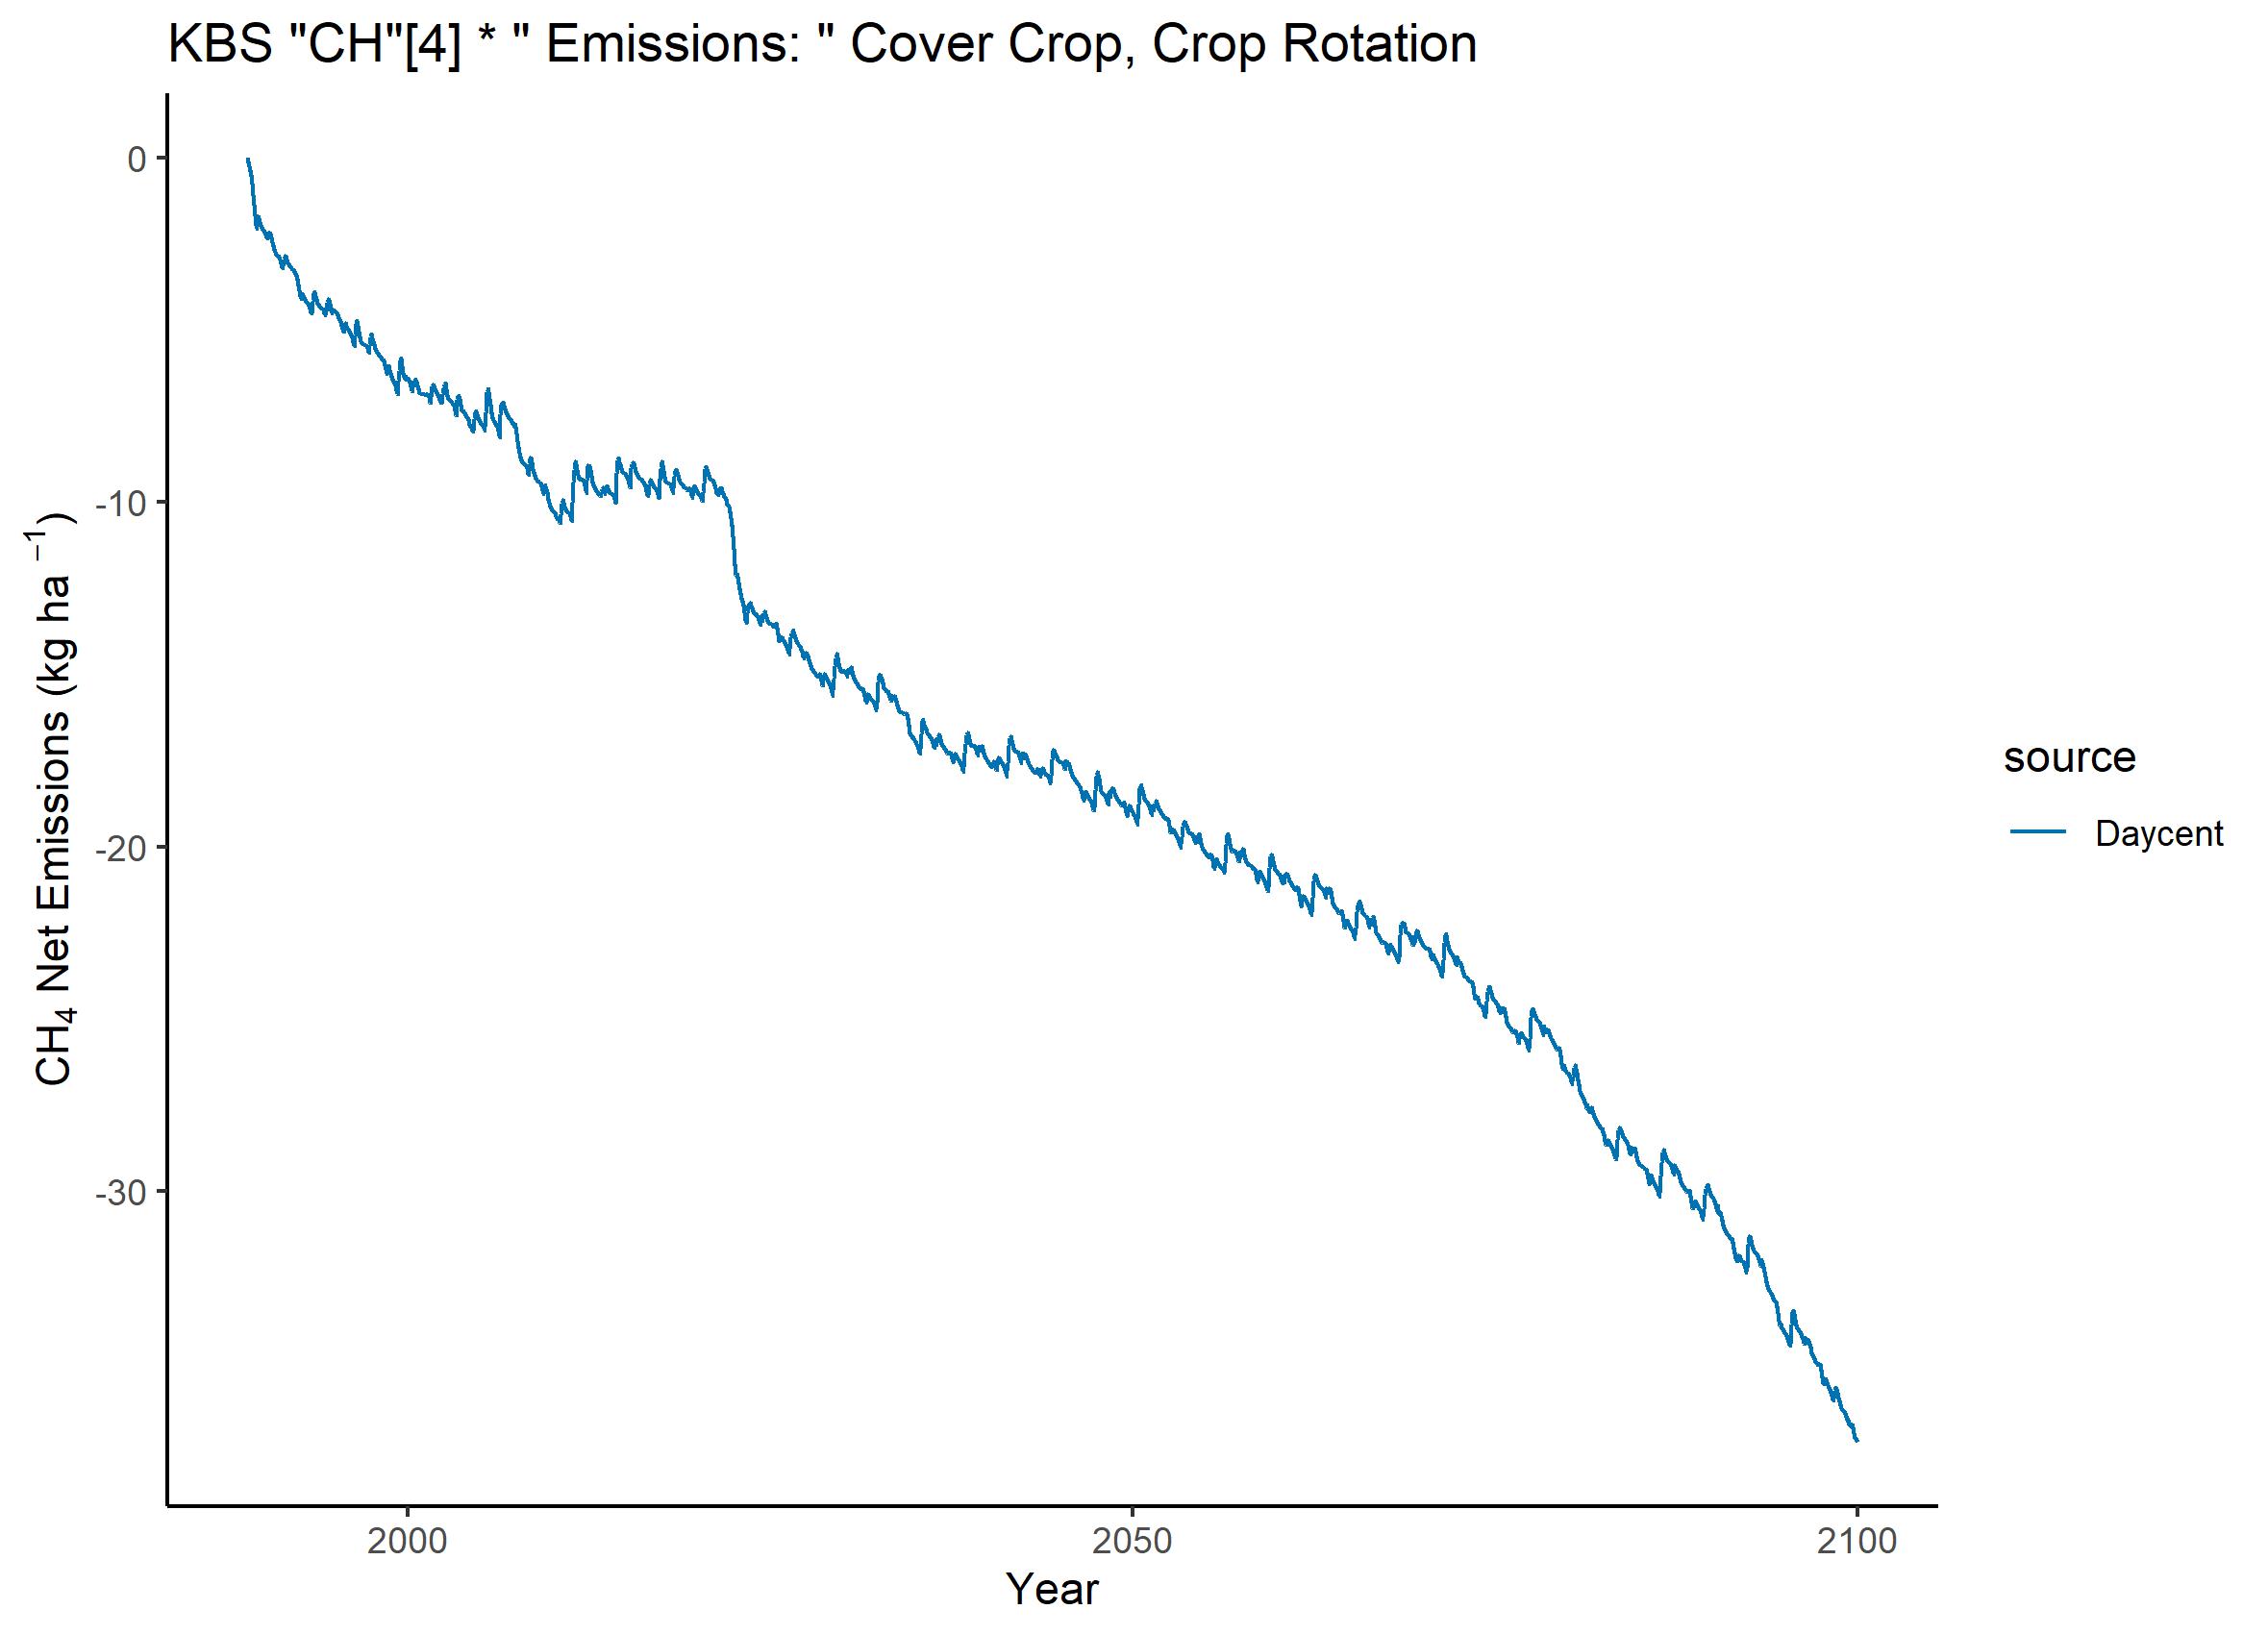 KBS "CH"[4] * " Emissions: " Cover Crop, Crop Rotation
CH₄ Net Emissions (kg ha ⁻¹)
0
-10
-20
-30
2000
2050
2100
Year
source
Daycent